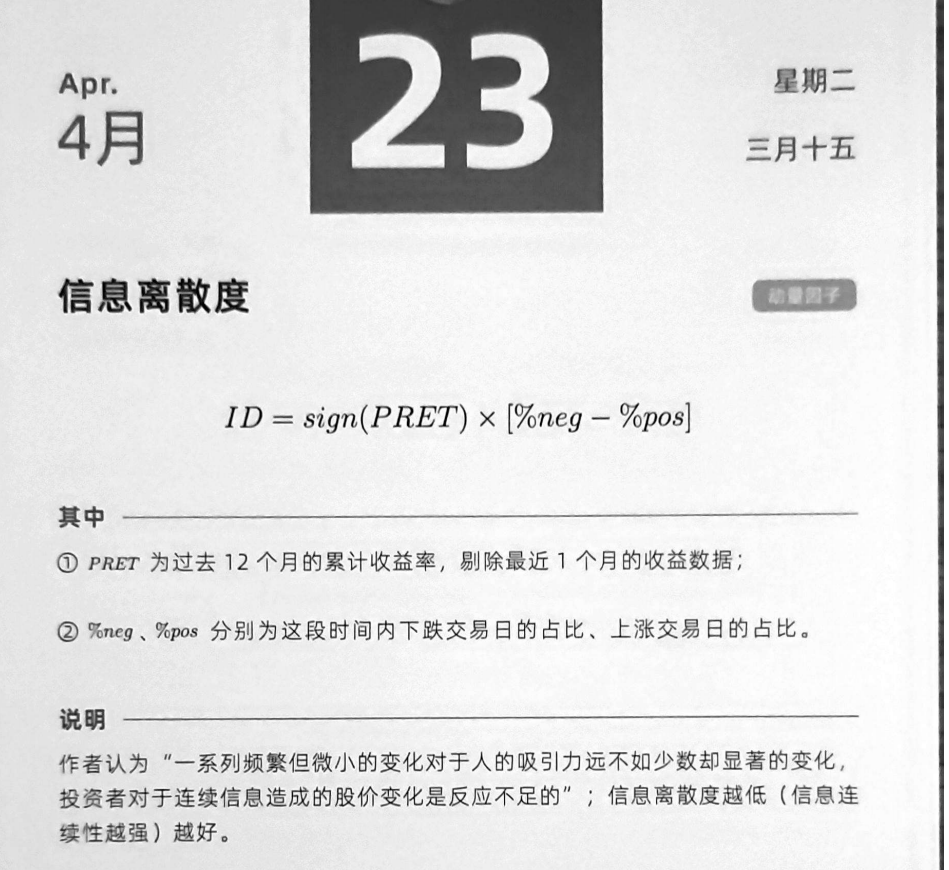 Apr.
4月
23
星期二
三月十五
信息离散度
动量因子
ID = sign(PRET) × [%neg − %pos]
其中
① PRET 为过去 12 个月的累计收益率，剔除最近 1 个月的收益数据；
② %neg、%pos 分别为这段时间内下跌交易日的占比、上涨交易日的占比。
说明
作者认为“一系列频繁但微小的变化对于人的吸引力远不如少数却显著的变化，
投资者对于连续信息造成的股价变化是反应不足的”；信息离散度越低（信息连
续性越强）越好。